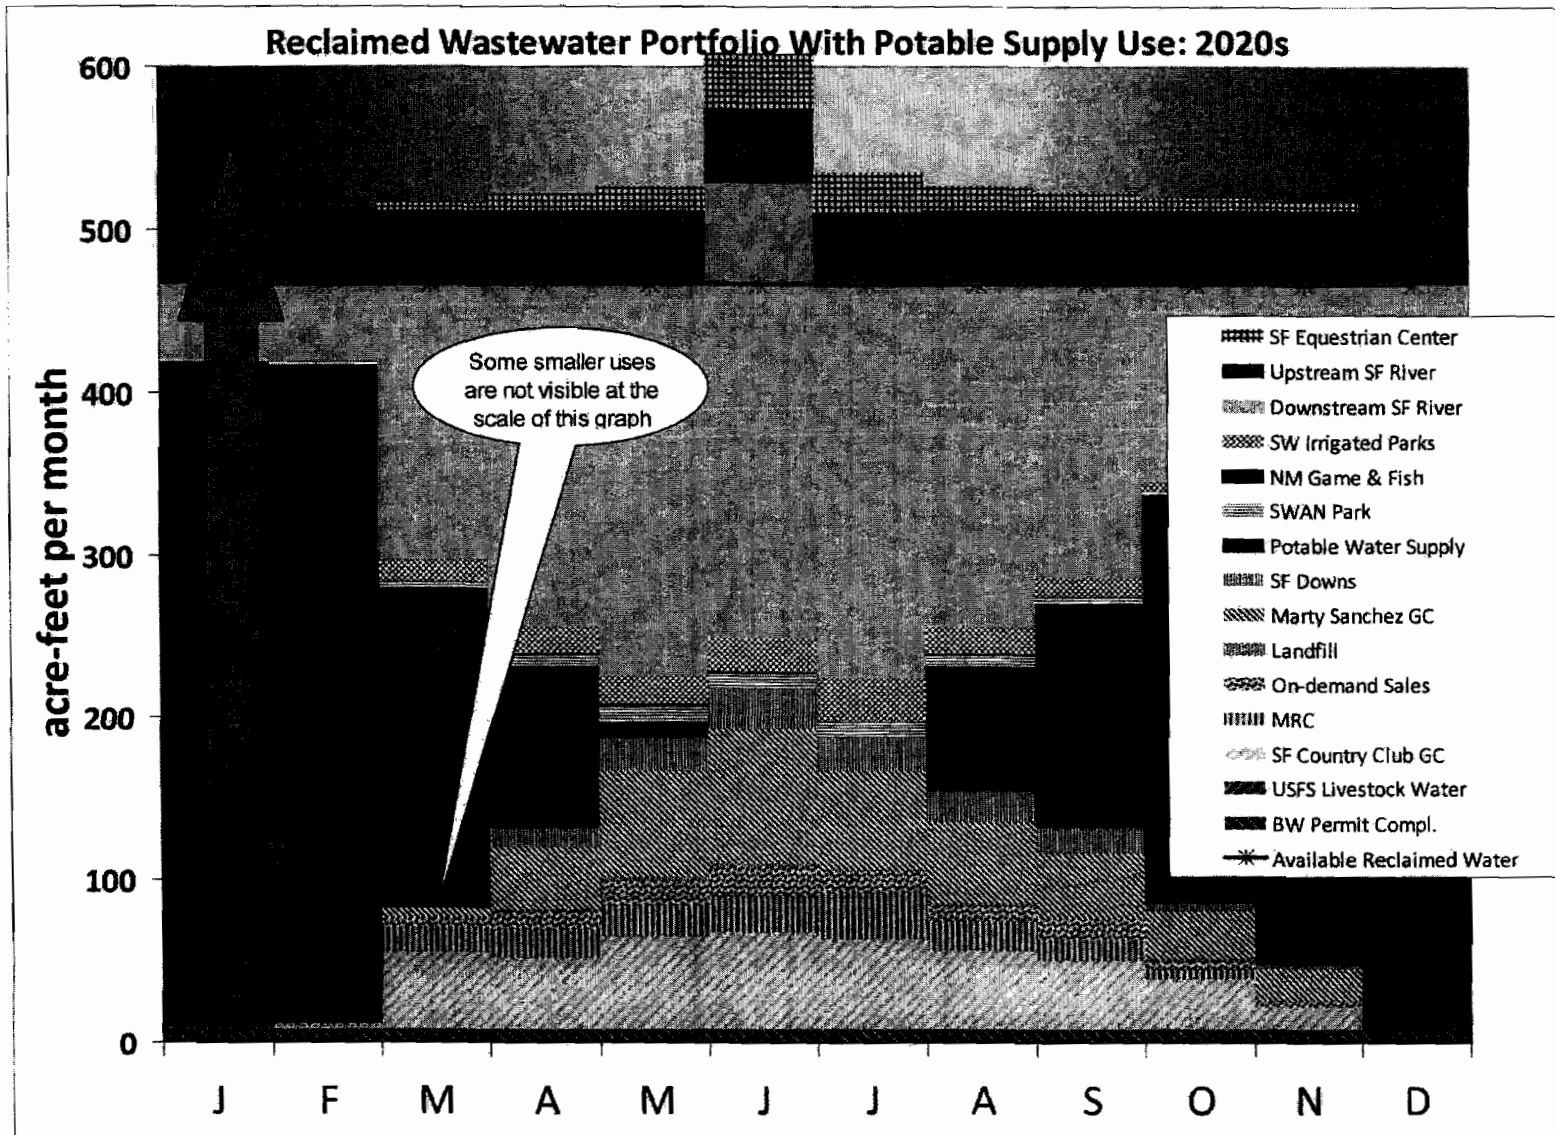 Reclaimed Wastewater Portfolio With Potable Supply Use: 2020s
acre-feet per month
600
500
400
300
200
100
0
Some smaller uses
are not visible at the
scale of this graph
SF Equestrian Center
Upstream SF River
Downstream SF River
SW Irrigated Parks
NM Game & Fish
SWAN Park
Potable Water Supply
SF Downs
Marty Sanchez GC
Landfill
On-demand Sales
MRC
SF Country Club GC
USFS Livestock Water
BW Permit Compl.
Available Reclaimed Water
J F M A M J J A S O N D